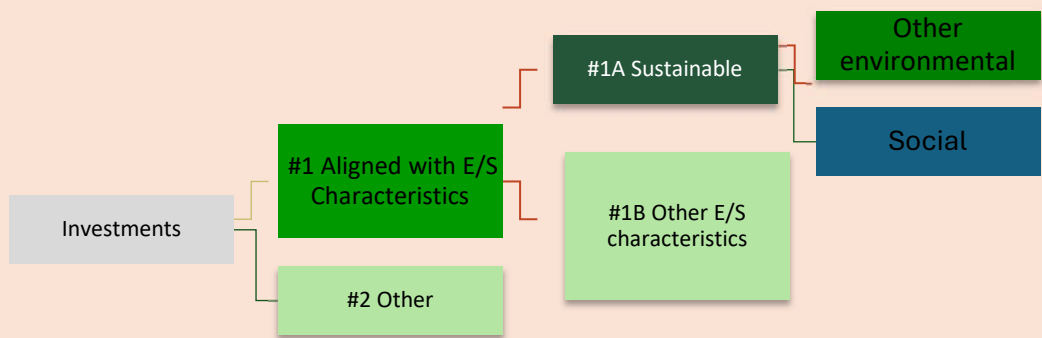 Other
environmental
#1A Sustainable
Social
#1 Aligned with E/S
Characteristics
#1B Other E/S
characteristics
Investments
#2 Other